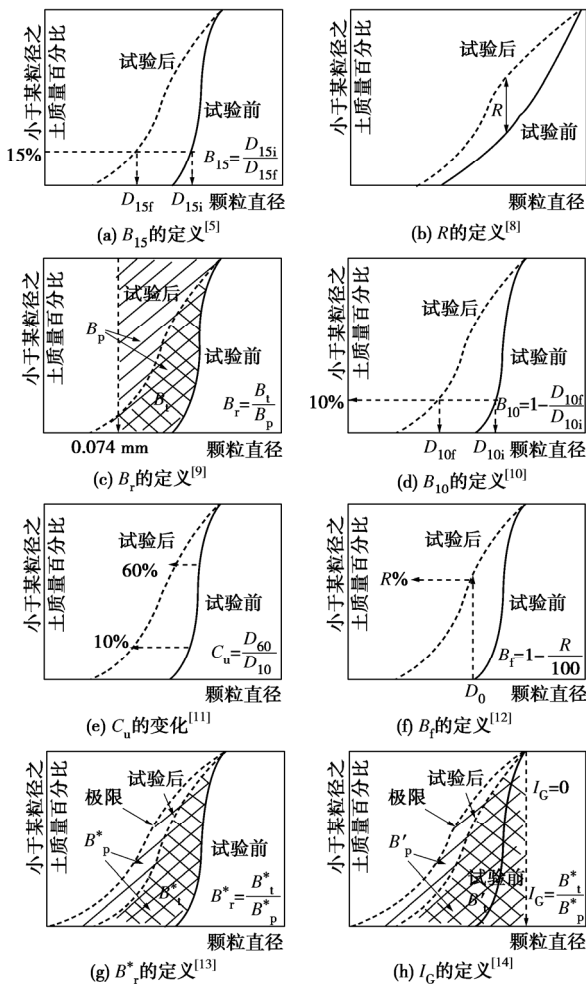 小于某粒径之
土质量百分比
试验后
试验前
15%
B₁₅=D₁₅ᵢ/D₁₅f
D₁₅f
D₁₅ᵢ
颗粒直径
(a) B₁₅的定义[5]
小于某粒径之
土质量百分比
试验后
R
试验前
颗粒直径
(b) R的定义[8]
小于某粒径之
土质量百分比
试验后
Bₚ
试验前
Bₜ
Bᵣ=Bₜ/Bₚ
0.074 mm
颗粒直径
(c) Bᵣ的定义[9]
小于某粒径之
土质量百分比
试验后
试验前
10%
B₁₀=1-D₁₀f/D₁₀ᵢ
D₁₀f
D₁₀ᵢ
颗粒直径
(d) B₁₀的定义[10]
小于某粒径之
土质量百分比
试验后
60%
试验前
10%
Cᵤ=D₆₀/D₁₀
颗粒直径
(e) Cᵤ的变化[11]
小于某粒径之
土质量百分比
试验后
R%
试验前
Bf=1-R/100
D₀
颗粒直径
(f) Bf的定义[12]
小于某粒径之
土质量百分比
试验后
极限
B*ₚ
试验前
B*ₜ
B*ᵣ=B*ₜ/B*ₚ
颗粒直径
(g) B*ᵣ的定义[13]
小于某粒径之
土质量百分比
试验后
I_G=0
极限
B′ₚ
试验前
I_G=B*ₜ/B*ₚ
颗粒直径
(h) I_G的定义[14]